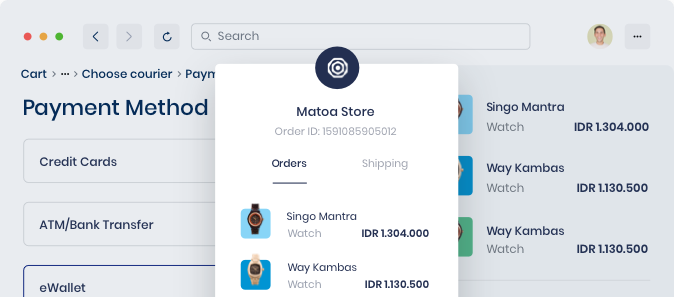 Search
Cart > ··· > Choose courier > Paym
Payment Method
Credit Cards
ATM/Bank Transfer
eWallet
Matoa Store
Order ID: 1591085905012
Orders
Shipping
Singo Mantra
Watch
IDR 1.304.000
Way Kambas
Watch
IDR 1.130.500
Singo Mantra
Watch
IDR 1.304.000
Way Kambas
Watch
IDR 1.130.500
Way Kambas
Watch
IDR 1.130.500